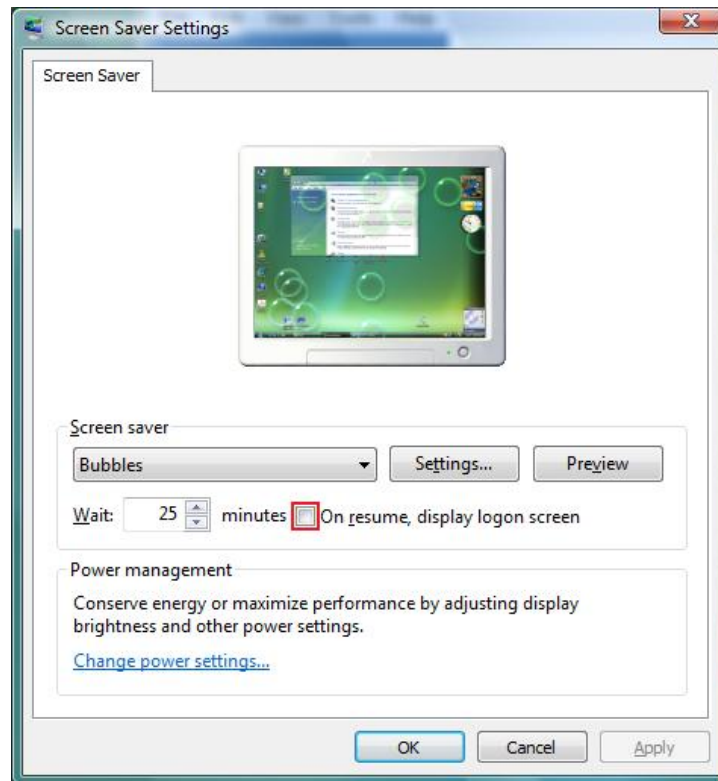 Screen Saver Settings
Screen Saver
Screen saver
Bubbles
Settings...
Preview
Wait: 25 minutes On resume, display logon screen
Power management
Conserve energy or maximize performance by adjusting display
brightness and other power settings.
Change power settings...
OK Cancel Apply